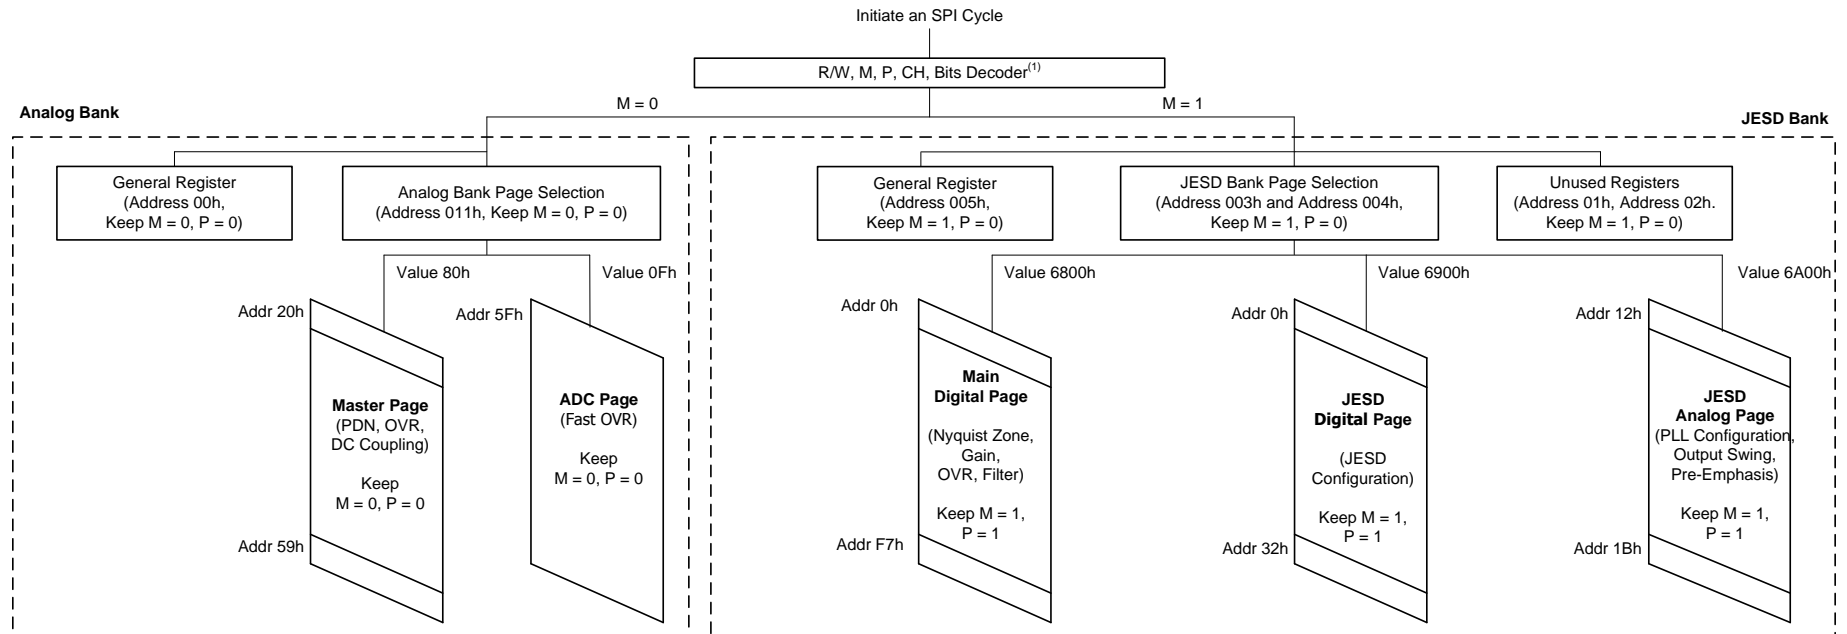 Initiate an SPI Cycle
R/W, M, P, CH, Bits Decoder(1)
M = 0
M = 1
Analog Bank
JESD Bank
General Register
(Address 00h,
Keep M = 0, P = 0)
Analog Bank Page Selection
(Address 011h, Keep M = 0, P = 0)
General Register
(Address 005h,
Keep M = 1, P = 0)
JESD Bank Page Selection
(Address 003h and Address 004h,
Keep M = 1, P = 0)
Unused Registers
(Address 01h, Address 02h.
Keep M = 1, P = 0)
Value 80h
Value 0Fh
Value 6800h
Value 6900h
Value 6A00h
Addr 20h
Master Page
(PDN, OVR,
DC Coupling)
Keep
M = 0, P = 0
Addr 59h
Addr 5Fh
ADC Page
(Fast OVR)
Keep
M = 0, P = 0
Addr 0h
Main
Digital Page
(Nyquist Zone,
Gain,
OVR, Filter)
Keep M = 1,
P = 1
Addr F7h
Addr 0h
JESD
Digital Page
(JESD
Configuration)
Keep M = 1,
P = 1
Addr 32h
Addr 12h
JESD
Analog Page
(PLL Configuration,
Output Swing,
Pre-Emphasis)
Keep M = 1,
P = 1
Addr 1Bh